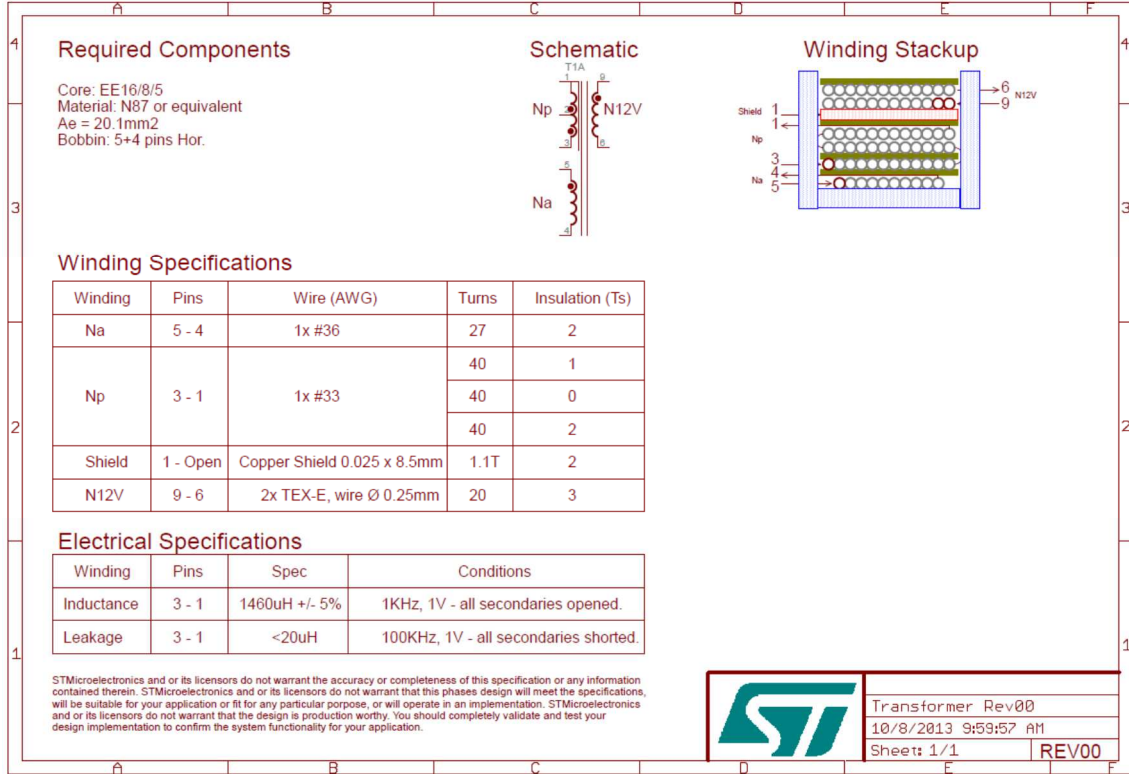 A B C D E F
4 4
Required Components
Schematic
Winding Stackup
Core: EE16/8/5
Material: N87 or equivalent
Ae = 20.1mm2
Bobbin: 5+4 pins Hor.
T1A
1 9
Np N12V
3 6
5
Na
4
6
9 N12V
Shield 1
1
Np
3
4
Na
5
3 3
Winding Specifications
Winding Pins Wire (AWG) Turns Insulation (Ts)
Na 5 - 4 1x #36 27 2
Np 3 - 1 1x #33 40 1
40 0
40 2
Shield 1 - Open Copper Shield 0.025 x 8.5mm 1.1T 2
N12V 9 - 6 2x TEX-E, wire Ø 0.25mm 20 3
2 2
Electrical Specifications
Winding Pins Spec Conditions
Inductance 3 - 1 1460uH +/- 5% 1KHz, 1V - all secondaries opened.
Leakage 3 - 1 <20uH 100KHz, 1V - all secondaries shorted.
1 1
STMicroelectronics and or its licensors do not warrant the accuracy or completeness of this specification or any information
contained therein. STMicroelectronics and or its licensors do not warrant that this phases design will meet the specifications,
will be suitable for your application or fit for any particular porpose, or will operate in an implementation. STMicroelectronics
and or its licensors do not warrant that the design is production worthy. You should completely validate and test your
design implementation to confirm the system functionality for your application.
ST
Transformer Rev00
10/8/2013 9:59:57 AM
Sheet: 1/1 REV00
A B C D E F